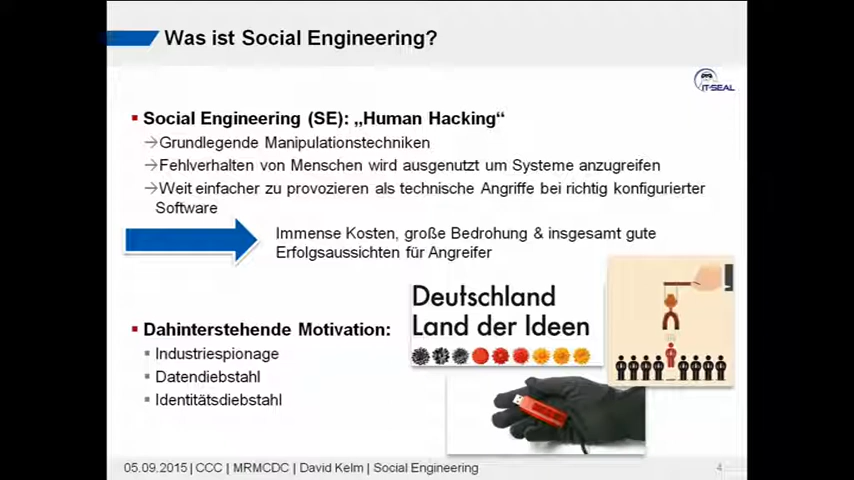 Was ist Social Engineering?
IT-SEAL
Social Engineering (SE): „Human Hacking“
→Grundlegende Manipulationstechniken
→Fehlverhalten von Menschen wird ausgenutzt um Systeme anzugreifen
→Weit einfacher zu provozieren als technische Angriffe bei richtig konfigurierter
Software
Immense Kosten, große Bedrohung & insgesamt gute
Erfolgsaussichten für Angreifer
Deutschland
Land der Ideen
Dahinterstehende Motivation:
Industriespionage
Datendiebstahl
Identitätsdiebstahl
05.09.2015 | CCC | MRMCDC | David Kelm | Social Engineering
4